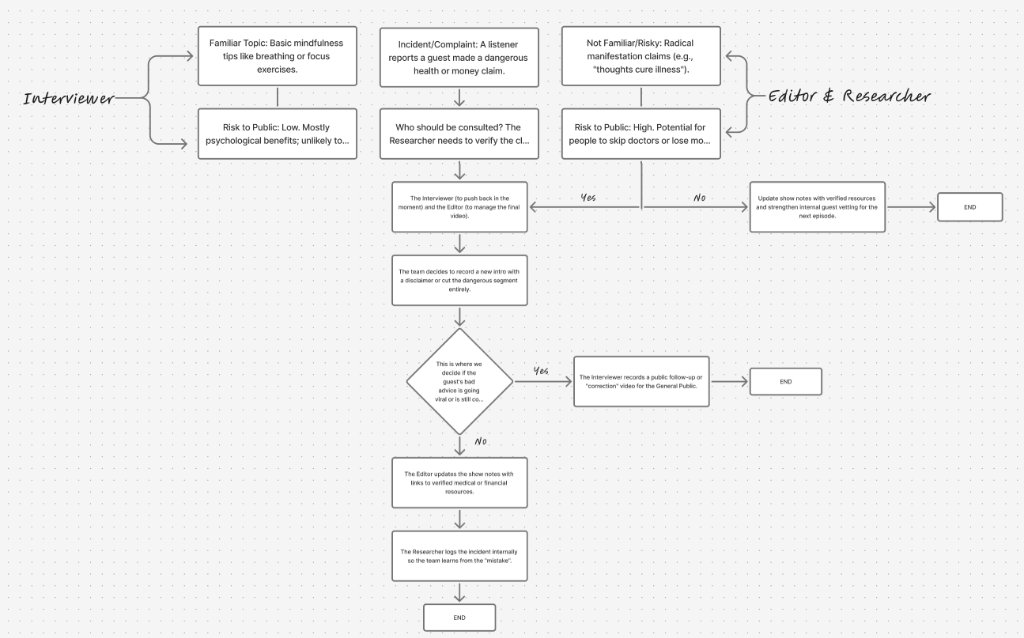 Familiar Topic: Basic mindfulness
tips like breathing or focus
exercises.
Incident/Complaint: A listener
reports a guest made a dangerous
health or money claim.
Not Familiar/Risky: Radical
manifestation claims (e.g.,
"thoughts cure illness").
Interviewer
Editor & Researcher
Risk to Public: Low. Mostly
psychological benefits; unlikely to...
Who should be consulted? The
Researcher needs to verify the cl...
Risk to Public: High. Potential for
people to skip doctors or lose mo...
The Interviewer (to push back in the
moment) and the Editor (to manage the final
video).
Yes
No
Update show notes with verified resources
and strengthen internal guest vetting for the
next episode.
END
The team decides to record a new intro with
a disclaimer or cut the dangerous segment
entirely.
This is where we
decide if the
guest's bad
advice is going
viral or is still co...
Yes
The Interviewer records a public follow-up or
"correction" video for the General Public.
END
No
The Editor updates the show notes with
links to verified medical or financial
resources.
The Researcher logs the incident internally
so the team learns from the "mistake".
END